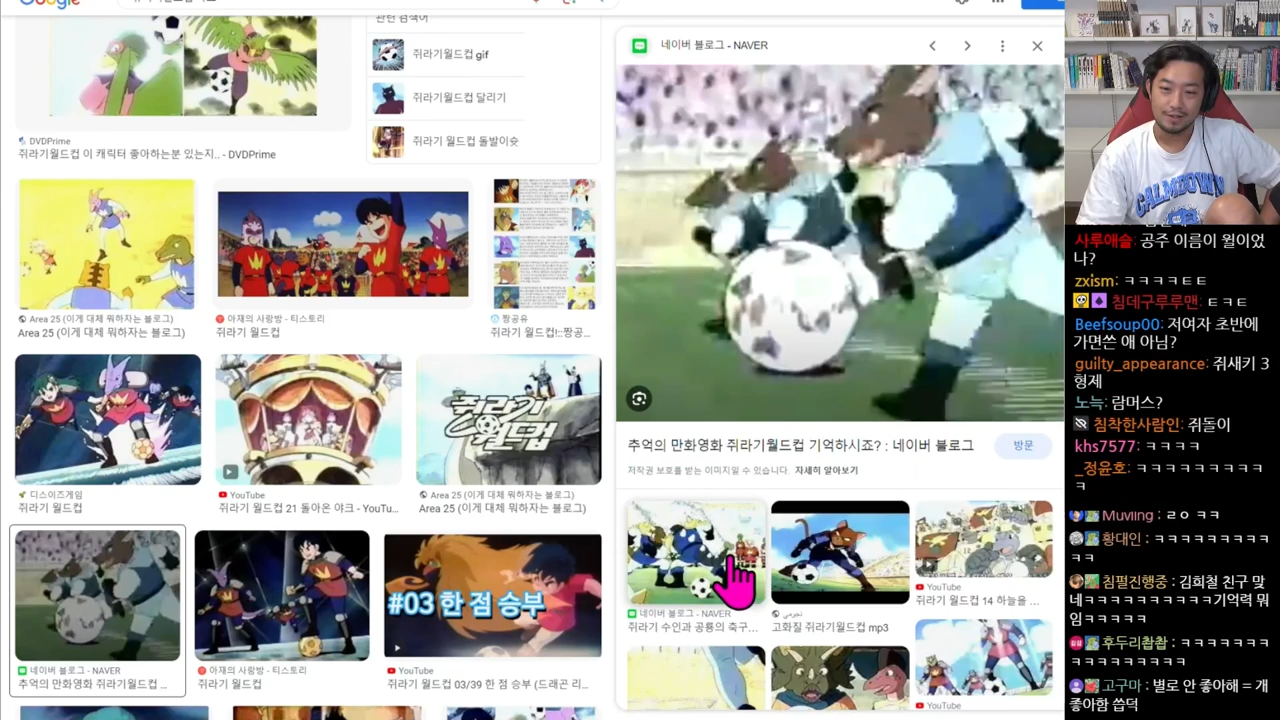 관련 검색어
쥐라기월드컵 gif
쥐라기월드컵 달리기
쥐라기 월드컵 돌발이슛
DVDPrime
쥐라기월드컵 이 캐릭터 좋아하는분 있는지.. - DVDPrime
Area 25 (이게 대체 뭐하자는 블로그)
Area 25 (이게 대체 뭐하자는 블로그)
아재의 사랑방 - 티스토리
쥐라기 월드컵
짱공유
쥐라기 월드컵!::짱공...
디스이즈게임
쥐라기 월드컵
YouTube
쥐라기 월드컵 21 돌아온 야크 - YouTu...
쥬라기
월드컵
Area 25 (이게 대체 뭐하자는 블로그)
Area 25 (이게 대체 뭐하자는 블로그)
네이버 블로그 - NAVER
추억의 만화영화 쥐라기월드컵 ...
아재의 사랑방 - 티스토리
쥐라기 월드컵
#03 한 점 승부
YouTube
쥐라기 월드컵 03/39 한 점 승부 (드래곤 리...
네이버 블로그 - NAVER
추억의 만화영화 쥐라기월드컵 기억하시죠? : 네이버 블로그
방문
저작권 보호를 받는 이미지일 수 있습니다. 자세히 알아보기
네이버 블로그 - NAVER
쥐라기 수인과 공룡의 축구...
نجرمي
고화질 쥐라기월드컵 mp3
YouTube
쥐라기 월드컵 14 하늘을 ...
YouTube
CALMDOWN
사루애슬: 공주 이름이 월이었
나?
zxism: ㅋㅋㅋㅋㅌㅌ
침데구루루맨: ㅌㅋㅌ
Beefsoup00: 저여자 초반에
가면쓴 애 아님?
guilty_appearance: 쥐새키 3
형제
노늑: 람머스?
침착한사람인: 쥐돌이
khs7577: ㅋㅋㅋㅋ
_정윤호: ㅋㅋㅋㅋㅋㅋㅋㅋㅋ
ㅋ
Muviing : ㄹㅇ ㅋㅋ
황대인 : ㅋㅋㅋㅋㅋㅋㅋㅋㅋ
ㅋㅋ
침펄진행중 : 김희철 친구 맞
네ㅋㅋㅋㅋㅋㅋㅋㅋㅋㅋ기억력 뭐
임ㅋㅋㅋㅋㅋ
후두리촵촵 : ㅋㅋㅋㅋㅋㅋㅋ
ㅋㅋㅋㅋㅋㅋㅋㅋㅋ
고구마 : 별로 안 좋아해 = 개
좋아함 씹덕